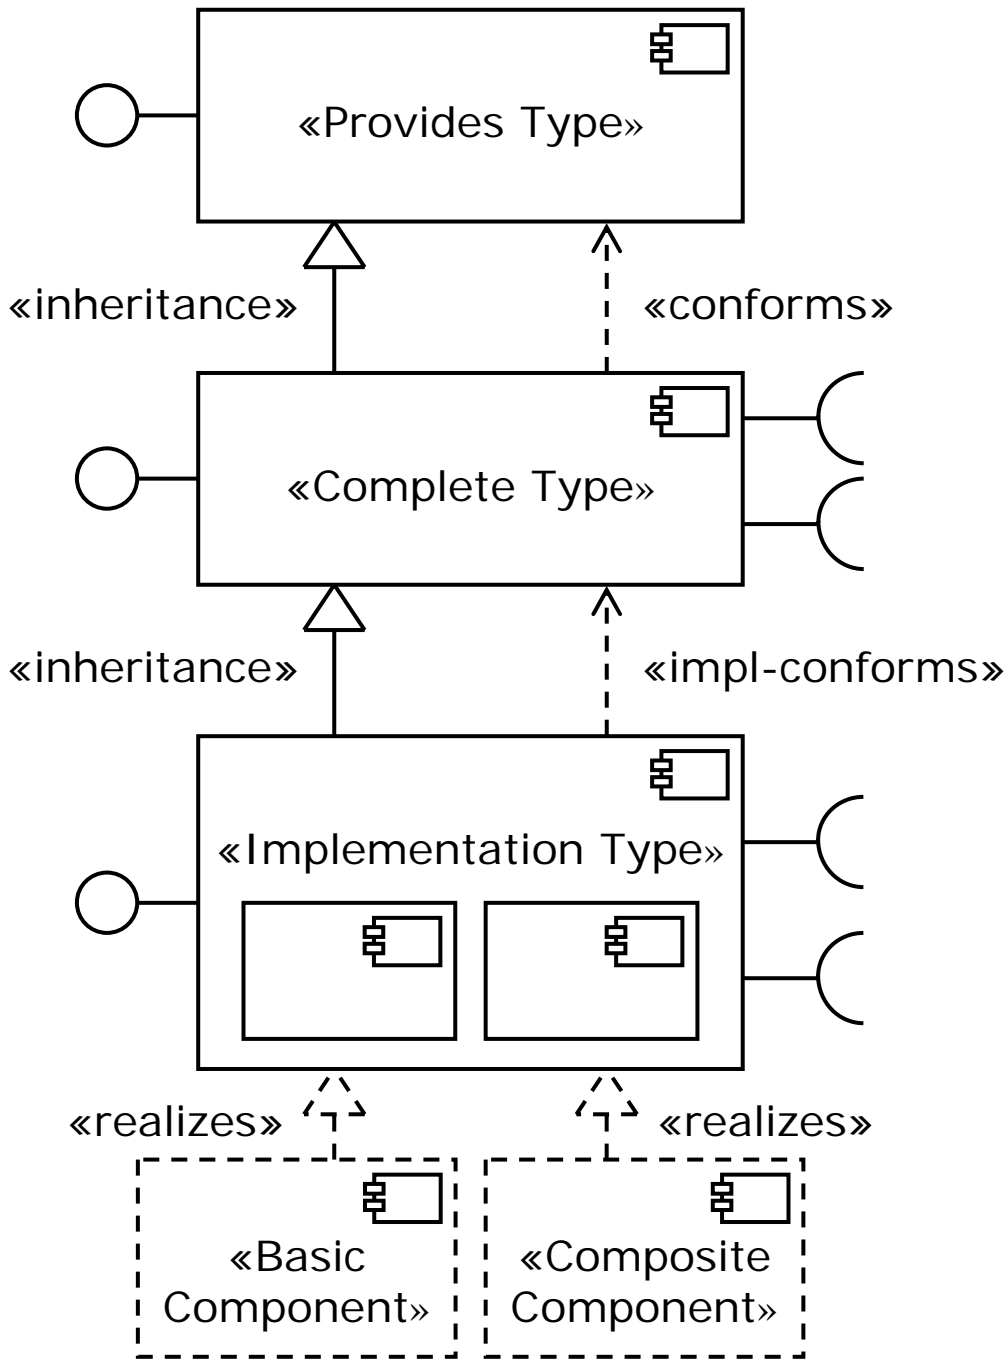 «Provides Type»
«inheritance»
«conforms»
«Complete Type»
«inheritance»
«impl-conforms»
«Implementation Type»
«realizes»
«realizes»
«Basic
Component»
«Composite
Component»